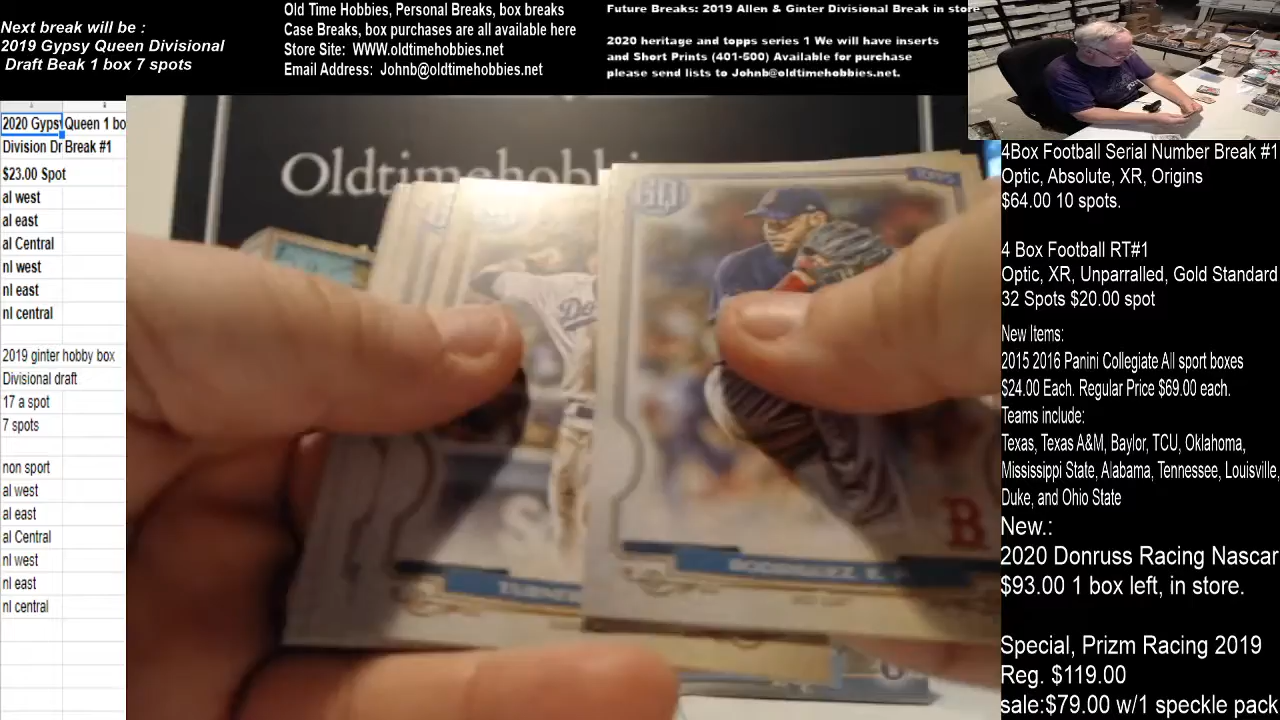 Next break will be :
2019 Gypsy Queen Divisional
Draft Beak 1 box 7 spots
Old Time Hobbies, Personal Breaks, box breaks
Case Breaks, box purchases are all available here
Store Site: WWW.oldtimehobbies.net
Email Address: Johnb@oldtimehobbies.net
Future Breaks: 2019 Allen & Ginter Divisional Break in store
2020 heritage and topps series 1 We will have inserts
and Short Prints (401-500) Available for purchase
please send lists to Johnb@oldtimehobbies.net.
2020 Gypsy Queen 1 bo
Division Dr Break #1
$23.00 Spot
al west
al east
al Central
nl west
nl east
nl central
2019 ginter hobby box
Divisional draft
17 a spot
7 spots
non sport
al west
al east
al Central
nl west
nl east
nl central
Oldtimehobbi
GQ
Do
B
TURNE
RODRIGUEZ E.
4Box Football Serial Number Break #1
Optic, Absolute, XR, Origins
$64.00 10 spots.
4 Box Football RT#1
Optic, XR, Unparralled, Gold Standard
32 Spots $20.00 spot
New Items:
2015 2016 Panini Collegiate All sport boxes
$24.00 Each. Regular Price $69.00 each.
Teams include:
Texas, Texas A&M, Baylor, TCU, Oklahoma,
Mississippi State, Alabama, Tennessee, Louisville,
Duke, and Ohio State
New.:
2020 Donruss Racing Nascar
$93.00 1 box left, in store.
Special, Prizm Racing 2019
Reg. $119.00
sale:$79.00 w/1 speckle pack